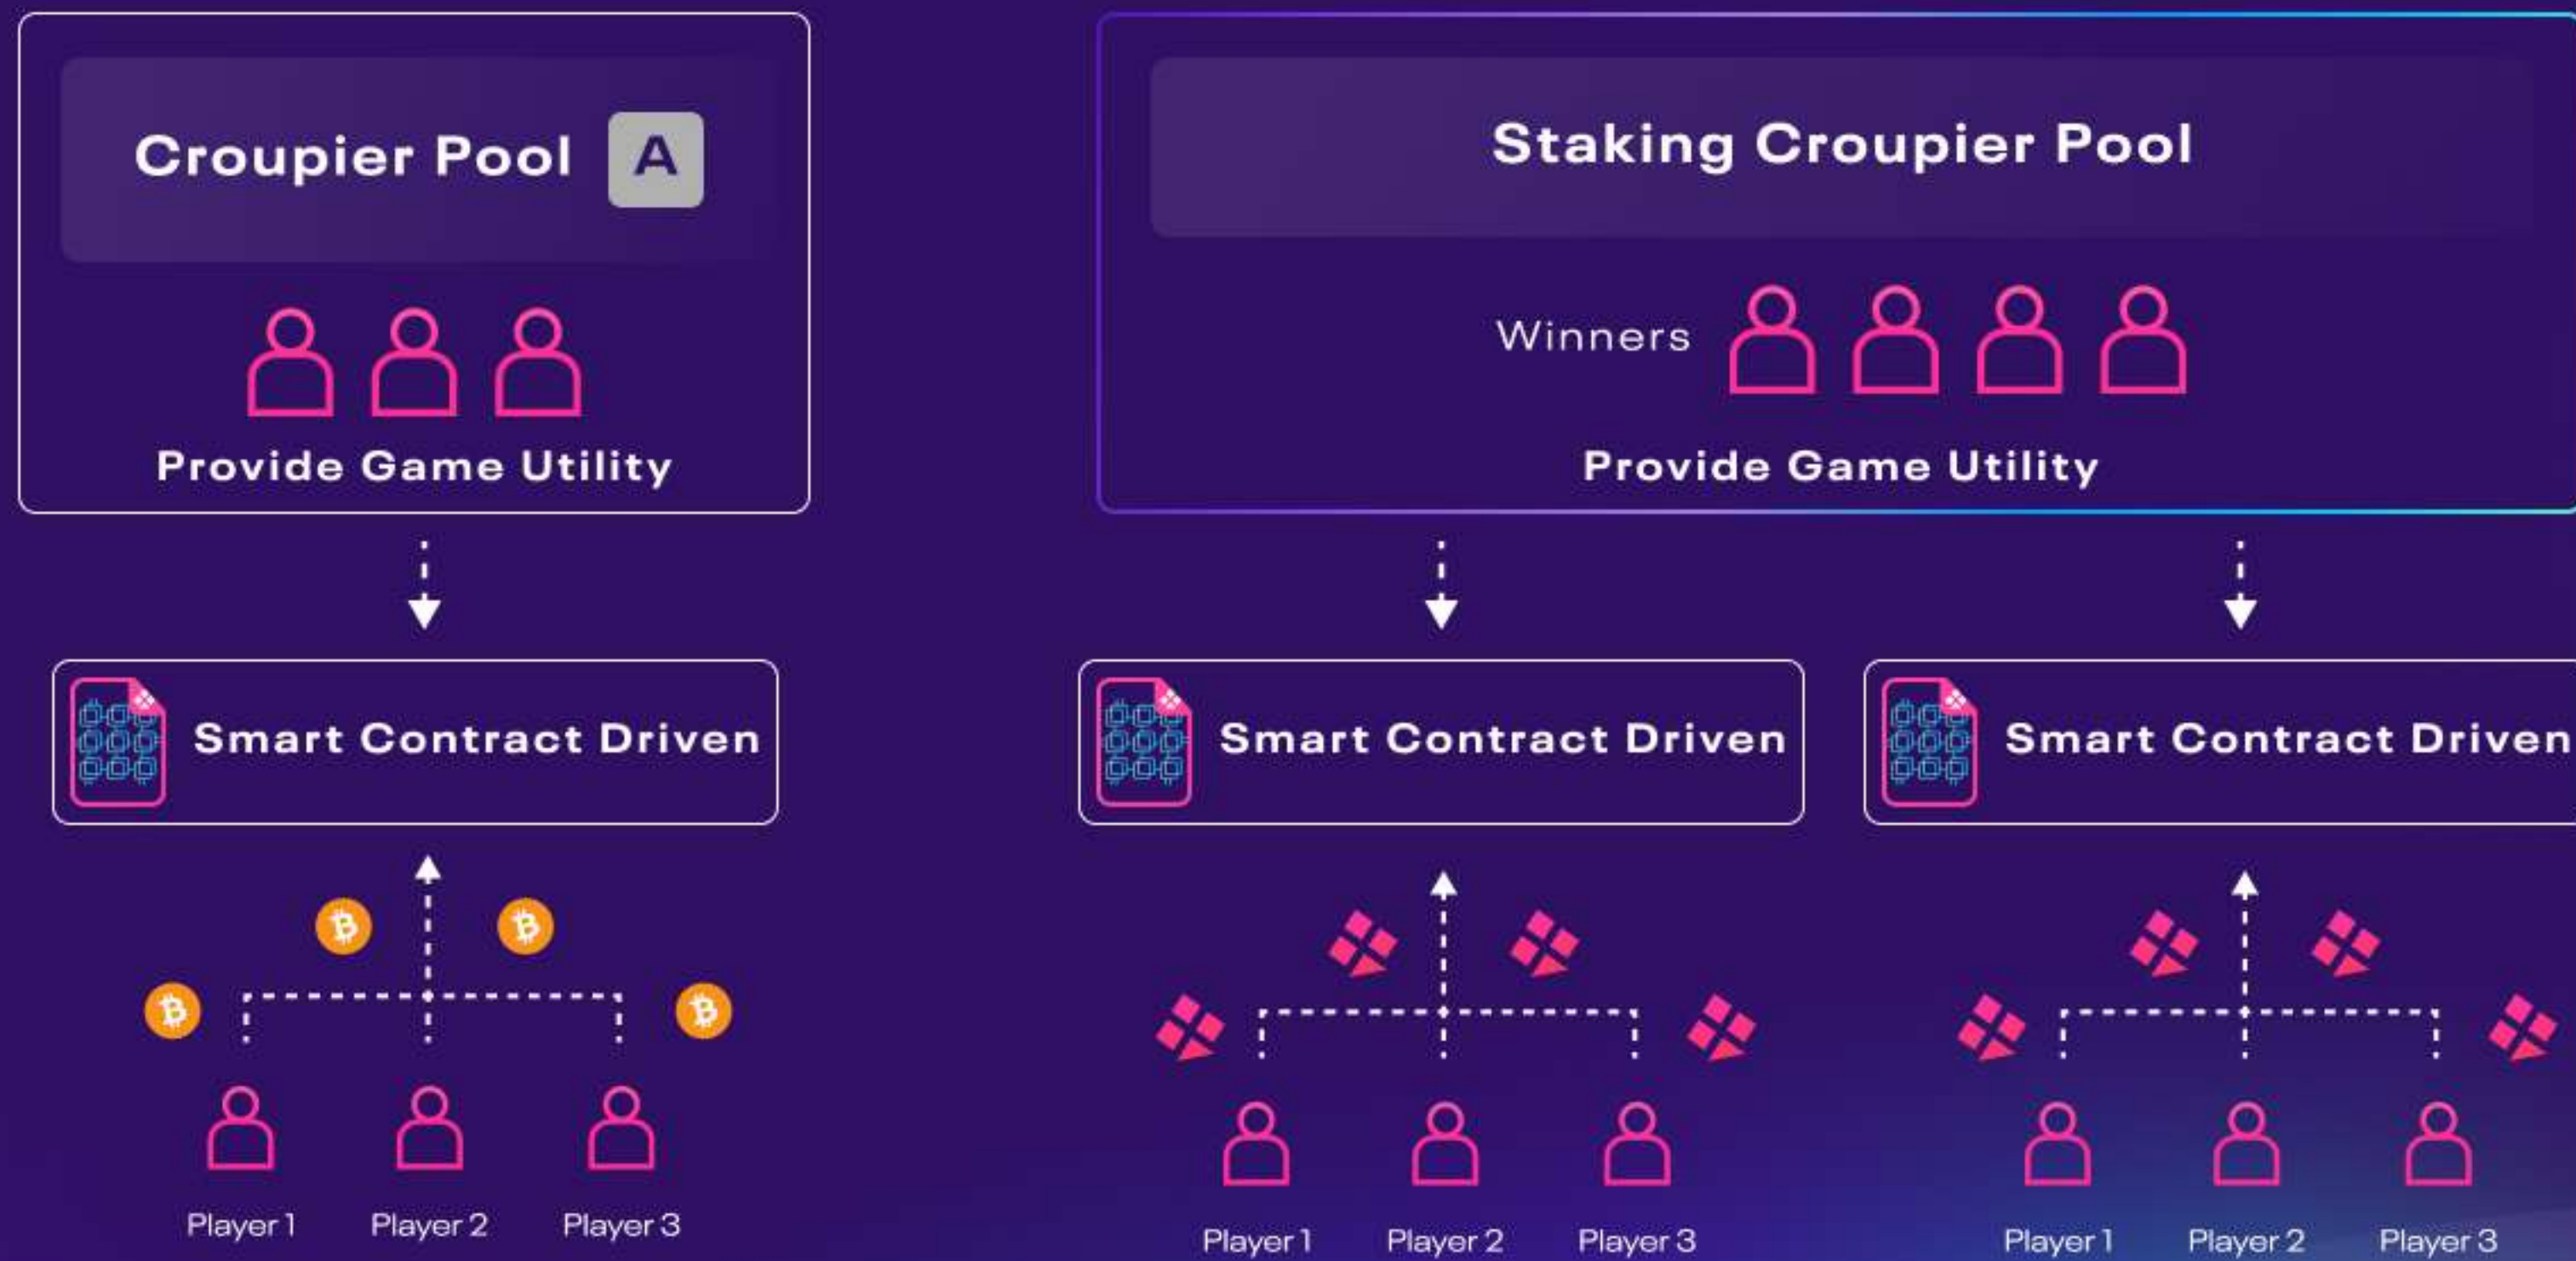 Croupier Pool A
Provide Game Utility
Smart Contract Driven
Player 1 Player 2 Player 3
Staking Croupier Pool
Winners
Provide Game Utility
Smart Contract Driven
Player 1 Player 2 Player 3
Smart Contract Driven
Player 1 Player 2 Player 3